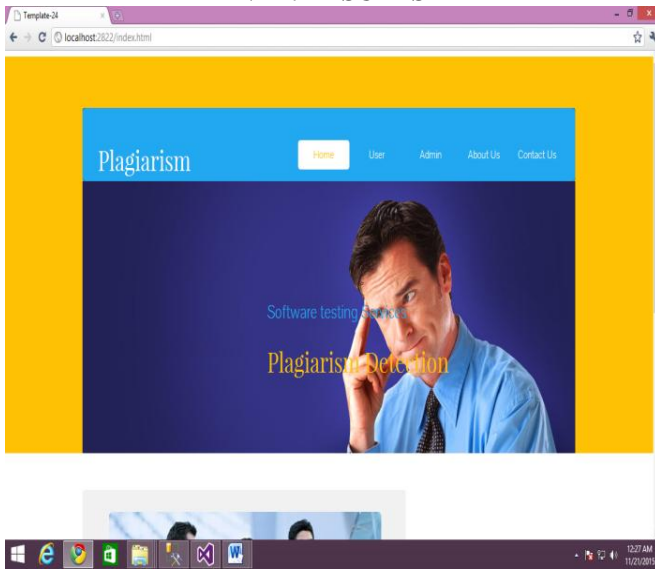 Template-24
localhost:2822/index.html
Plagiarism
Home User Admin About Us Contact Us
Software testing Services
Plagiarism Detection
12:27 AM
11/21/2015